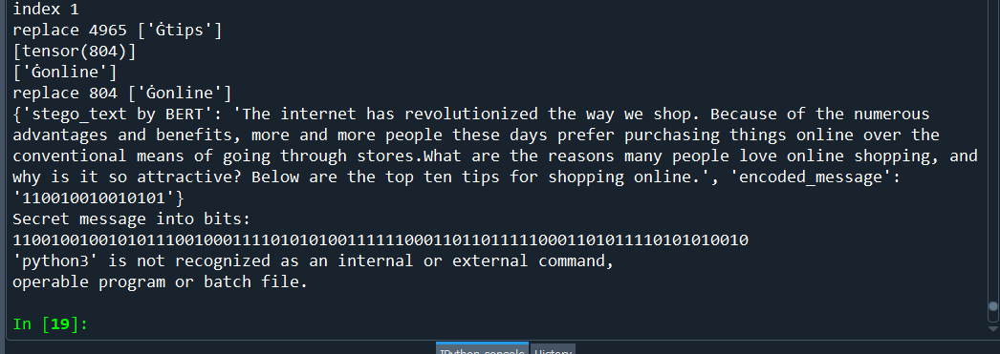 index 1
replace 4965 ['Ġtips']
[tensor(804)]
['Ġonline']
replace 804 ['Ġonline']
{'stego_text by BERT': 'The internet has revolutionized the way we shop. Because of the numerous
advantages and benefits, more and more people these days prefer purchasing things online over the
conventional means of going through stores.What are the reasons many people love online shopping, and
why is it so attractive? Below are the top ten tips for shopping online.', 'encoded_message':
'110010010010101'}
Secret message into bits:
1100100100101011100100011110101010011111100011011011111000110101111010101010010
'python3' is not recognized as an internal or external command,
operable program or batch file.
In [19]:
IPython console History